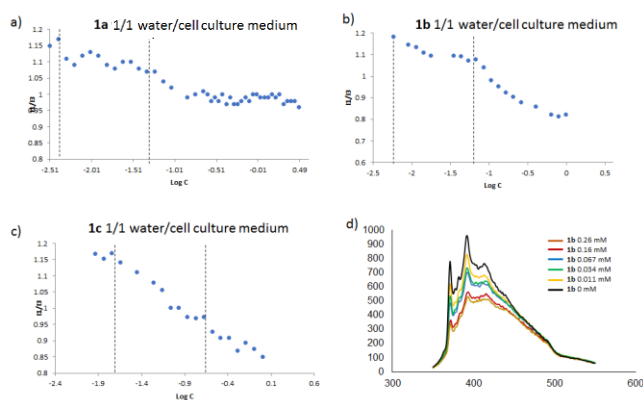 a) 1a 1/1 water/cell culture medium
1.2
1.15
1.1
1.05
1
0.95
0.9
0.85
0.8
I1/I3
-2.51 -2.01 -1.51 -1.01 -0.51 -0.01 0.49
Log C
b) 1b 1/1 water/cell culture medium
1.2
1
0.8
0.6
0.4
0.2
0
I1/I3
-2.5 -2 -1.5 -1 -0.5 0 0.5
Log C
c) 1c 1/1 water/cell culture medium
1.2
1.15
1.1
1.05
1
0.95
0.9
0.85
0.8
I1/I3
-2.4 -1.9 -1.4 -0.9 -0.4 0.1 0.6
Log C
d)
1000
900
800
700
600
500
400
300
200
100
0
300 400 500 600
1b 0.26 mM
1b 0.16 mM
1b 0.067 mM
1b 0.034 mM
1b 0.011 mM
1b 0 mM